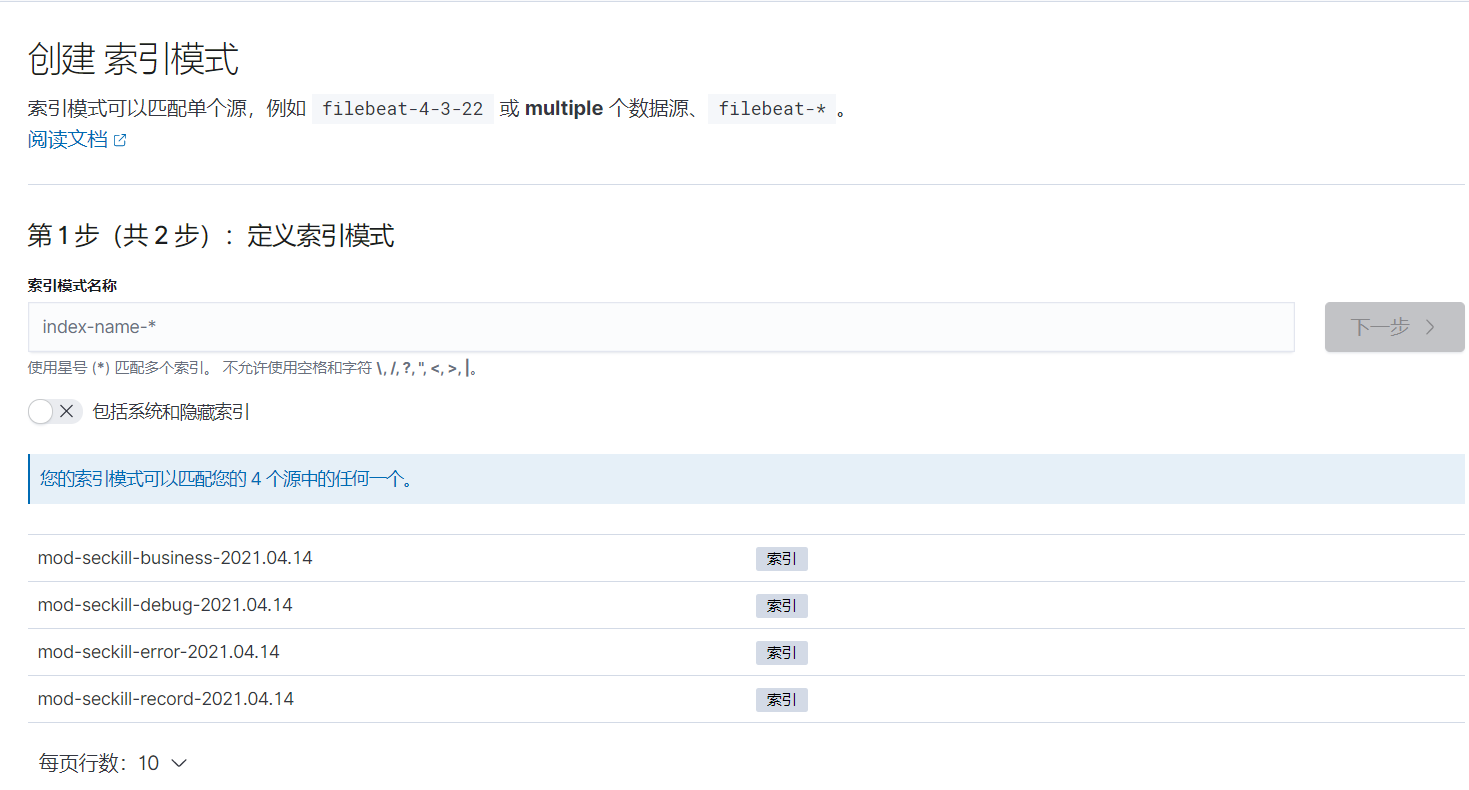 创建 索引模式
索引模式可以匹配单个源，例如 filebeat-4-3-22 或 multiple 个数据源、 filebeat-* 。
阅读文档
第 1 步（共 2 步）：定义索引模式
索引模式名称
index-name-*
下一步
使用星号 (*) 匹配多个索引。 不允许使用空格和字符 \, /, ?, ", <, >, |。
包括系统和隐藏索引
您的索引模式可以匹配您的 4 个源中的任何一个。
mod-seckill-business-2021.04.14 索引
mod-seckill-debug-2021.04.14 索引
mod-seckill-error-2021.04.14 索引
mod-seckill-record-2021.04.14 索引
每页行数：10